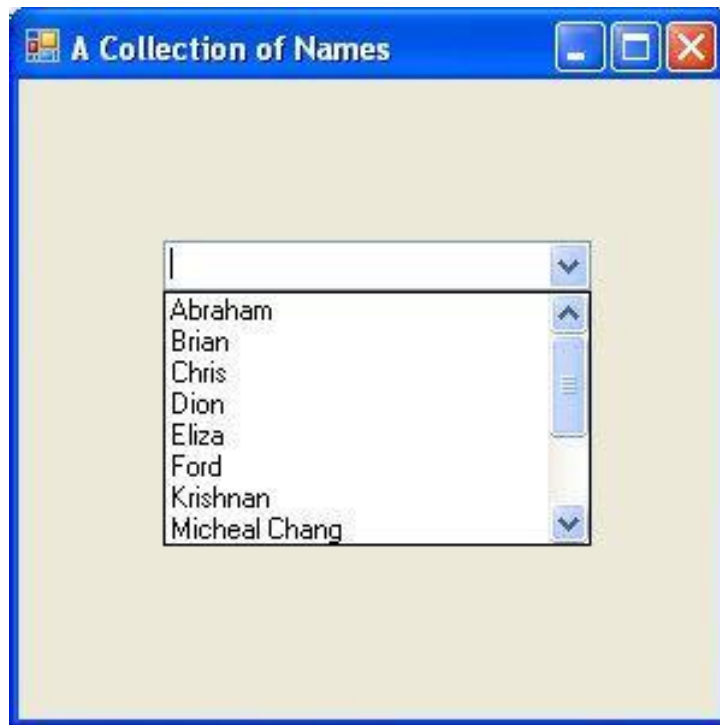 A Collection of Names
Abraham
Brian
Chris
Dion
Eliza
Ford
Krishnan
Micheal Chang